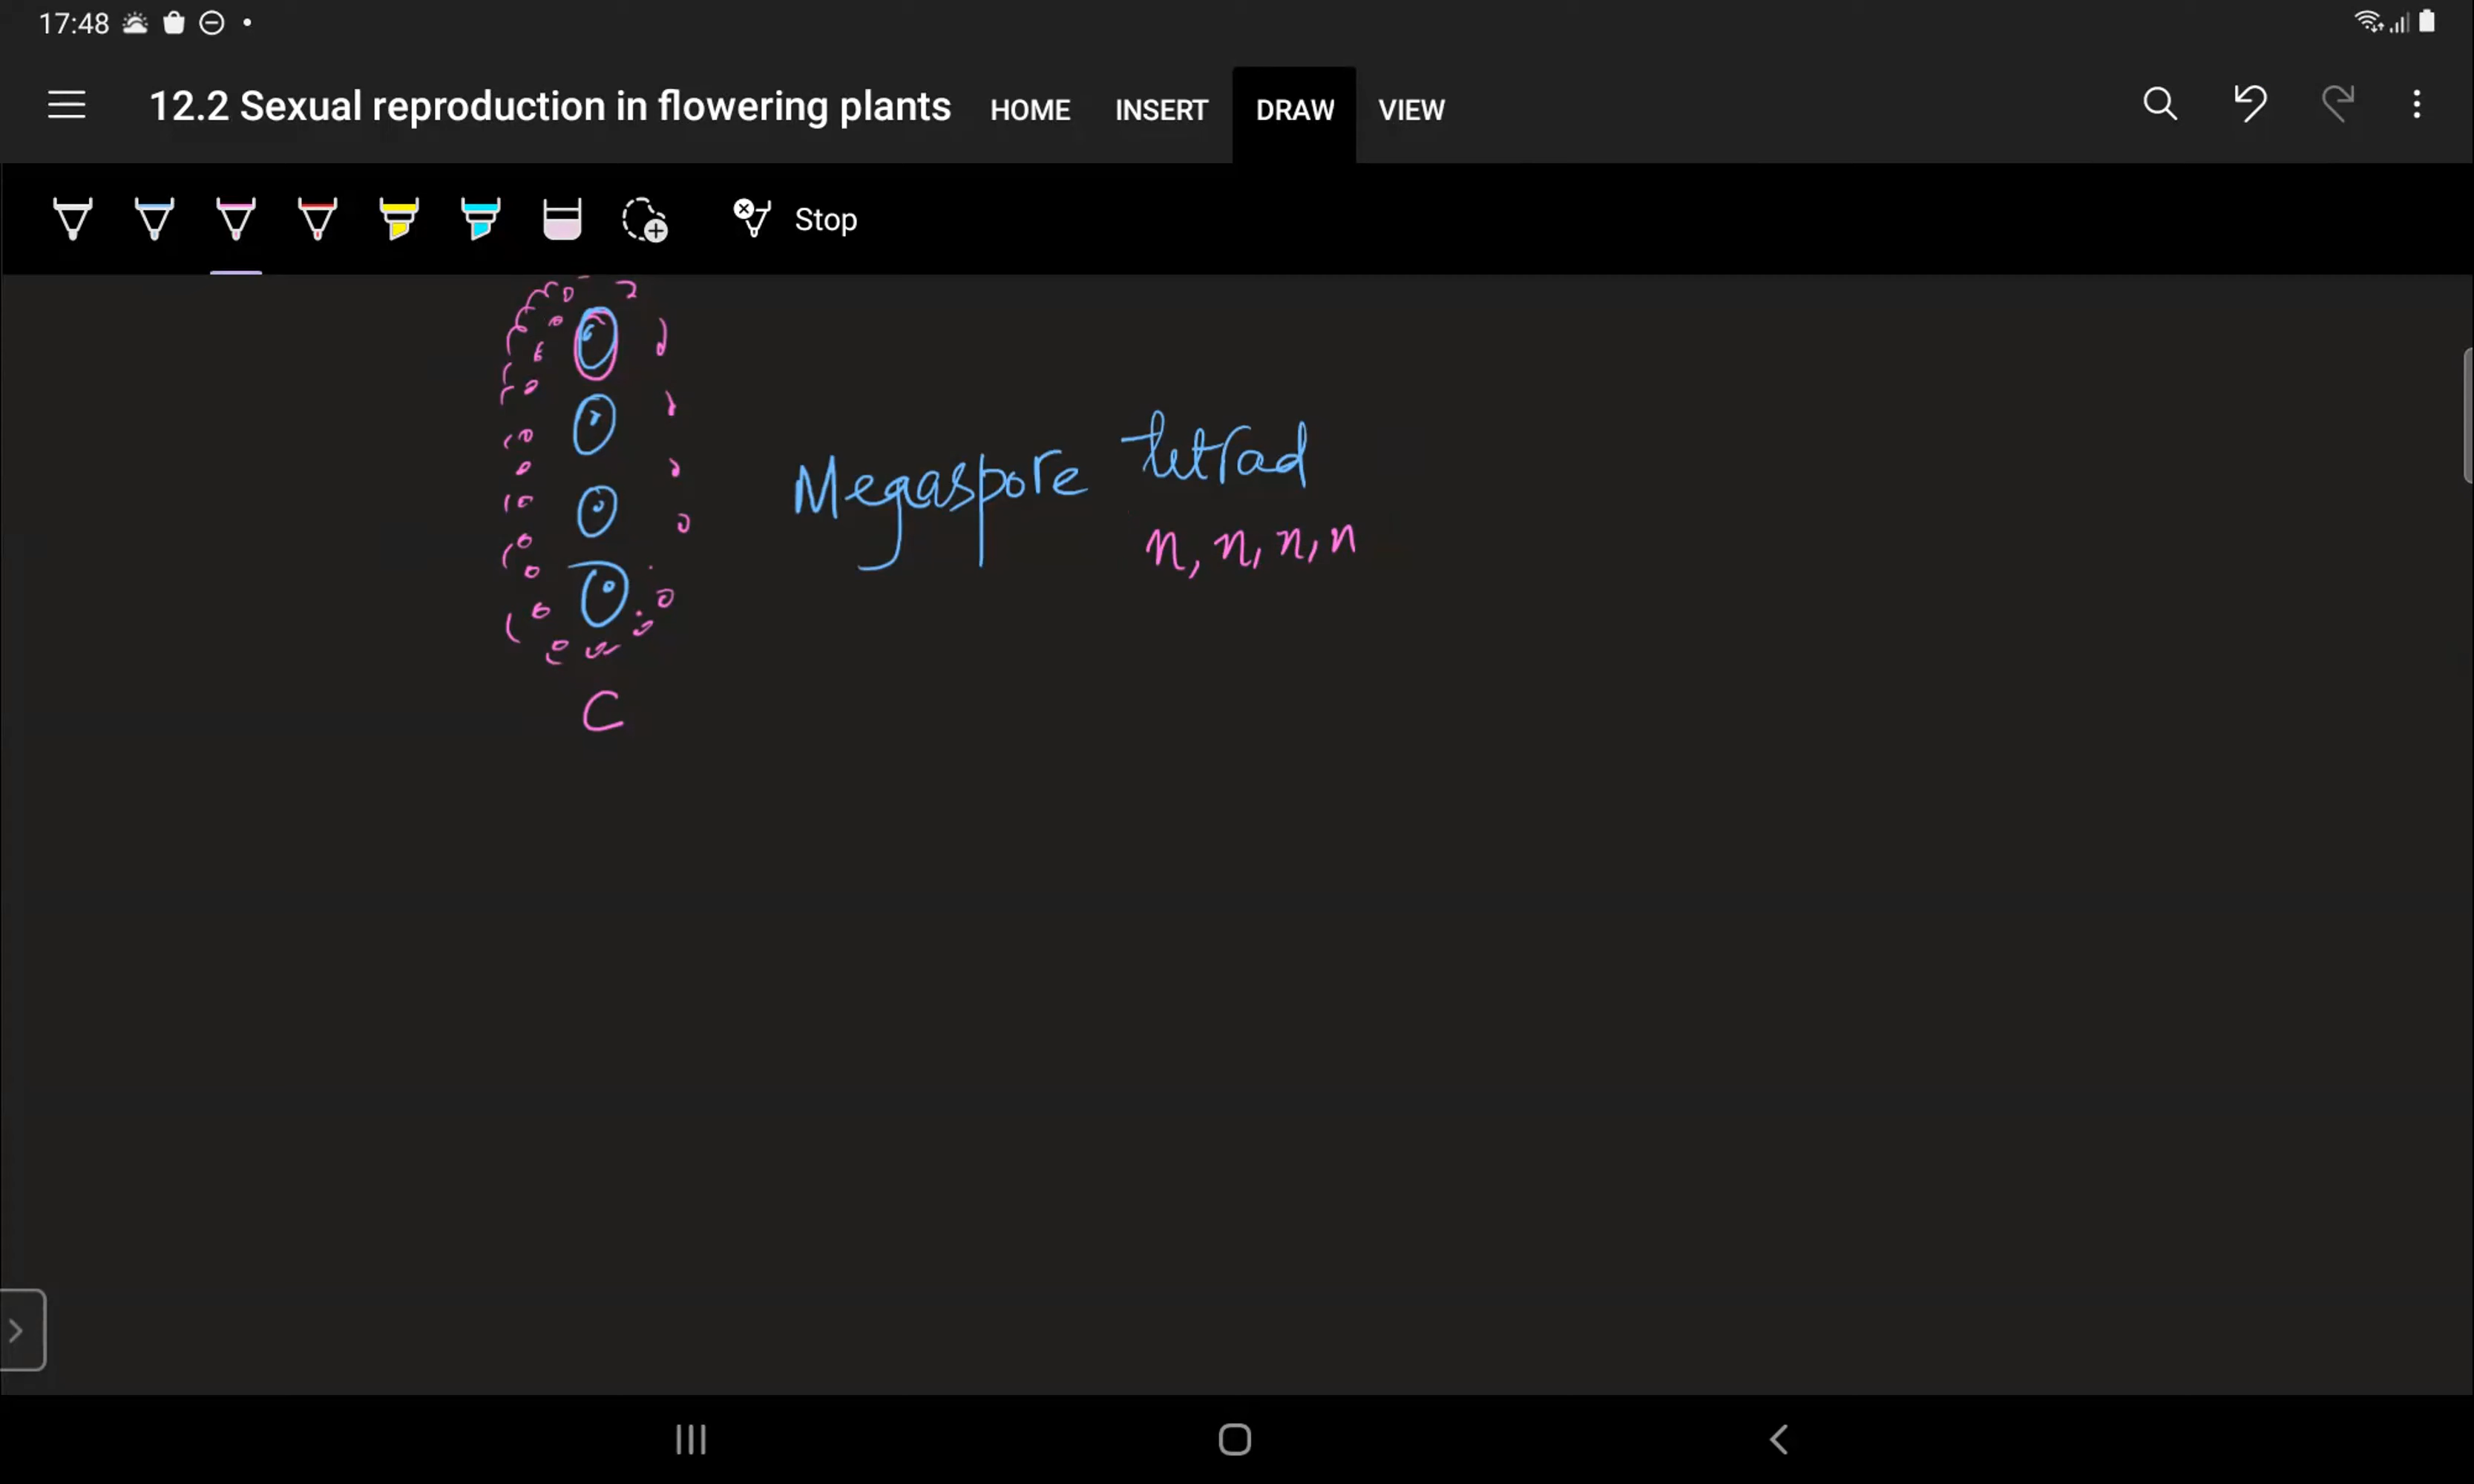 17:48
12.2 Sexual reproduction in flowering plants HOME INSERT DRAW VIEW
Stop
Megaspore tetrad
n, n, n, n
C